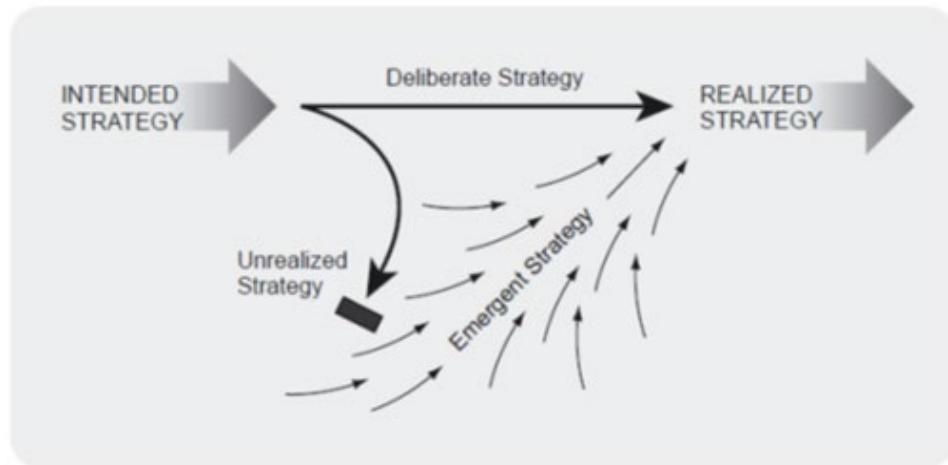 Deliberate Strategy
INTENDED
STRATEGY
REALIZED
STRATEGY
Unrealized
Strategy
Emergent Strategy